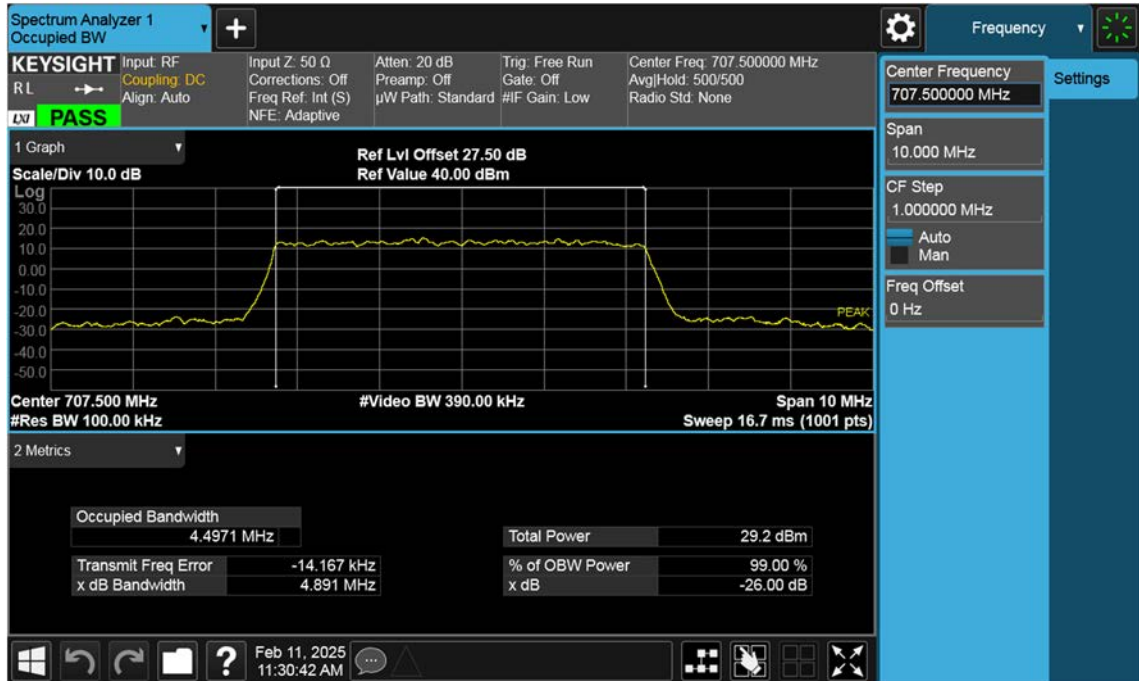 Spectrum Analyzer 1
Occupied BW
+
Frequency
KEYSIGHT
RL
LXI
PASS
Input: RF
Coupling: DC
Align: Auto
Input Z: 50 Ω
Corrections: Off
Freq Ref: Int (S)
NFE: Adaptive
Atten: 20 dB
Preamp: Off
µW Path: Standard
Trig: Free Run
Gate: Off
#IF Gain: Low
Center Freq: 707.500000 MHz
Avg|Hold: 500/500
Radio Std: None
Center Frequency
707.500000 MHz
Settings
Span
10.000 MHz
CF Step
1.000000 MHz
Auto
Man
Freq Offset
0 Hz
1 Graph
Scale/Div 10.0 dB
Ref Lvl Offset 27.50 dB
Ref Value 40.00 dBm
Log
30.0
20.0
10.0
0.00
-10.0
-20.0
-30.0
-40.0
-50.0
PEAK
Center 707.500 MHz
#Video BW 390.00 kHz
Span 10 MHz
#Res BW 100.00 kHz
Sweep 16.7 ms (1001 pts)
2 Metrics
Occupied Bandwidth
4.4971 MHz
Total Power 29.2 dBm
Transmit Freq Error -14.167 kHz
% of OBW Power 99.00 %
x dB Bandwidth 4.891 MHz
x dB -26.00 dB
?
Feb 11, 2025
11:30:42 AM